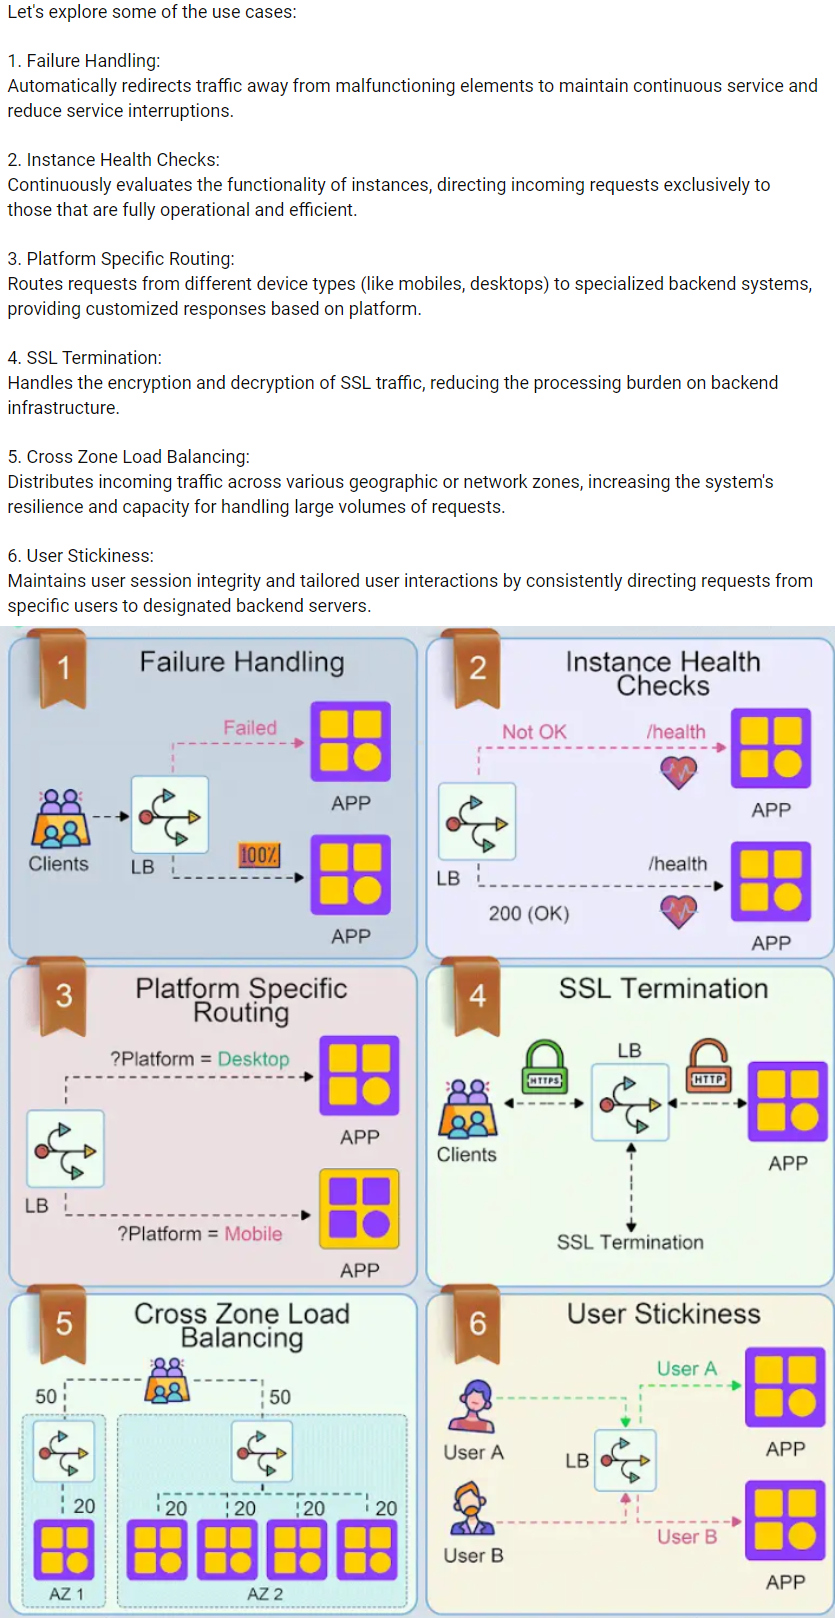 Let's explore some of the use cases:
1. Failure Handling:
Automatically redirects traffic away from malfunctioning elements to maintain continuous service and
reduce service interruptions.
2. Instance Health Checks:
Continuously evaluates the functionality of instances, directing incoming requests exclusively to
those that are fully operational and efficient.
3. Platform Specific Routing:
Routes requests from different device types (like mobiles, desktops) to specialized backend systems,
providing customized responses based on platform.
4. SSL Termination:
Handles the encryption and decryption of SSL traffic, reducing the processing burden on backend
infrastructure.
5. Cross Zone Load Balancing:
Distributes incoming traffic across various geographic or network zones, increasing the system's
resilience and capacity for handling large volumes of requests.
6. User Stickiness:
Maintains user session integrity and tailored user interactions by consistently directing requests from
specific users to designated backend servers.
1
Failure Handling
Failed
APP
Clients
LB
100%
APP
2
Instance Health
Checks
Not OK
/health
APP
LB
/health
200 (OK)
APP
3
Platform Specific
Routing
?Platform = Desktop
APP
LB
?Platform = Mobile
APP
4
SSL Termination
LB
HTTPS
HTTP
Clients
APP
SSL Termination
5
Cross Zone Load
Balancing
50
50
20
20
20
20
20
AZ 1
AZ 2
6
User Stickiness
User A
User A
APP
LB
User B
User B
APP